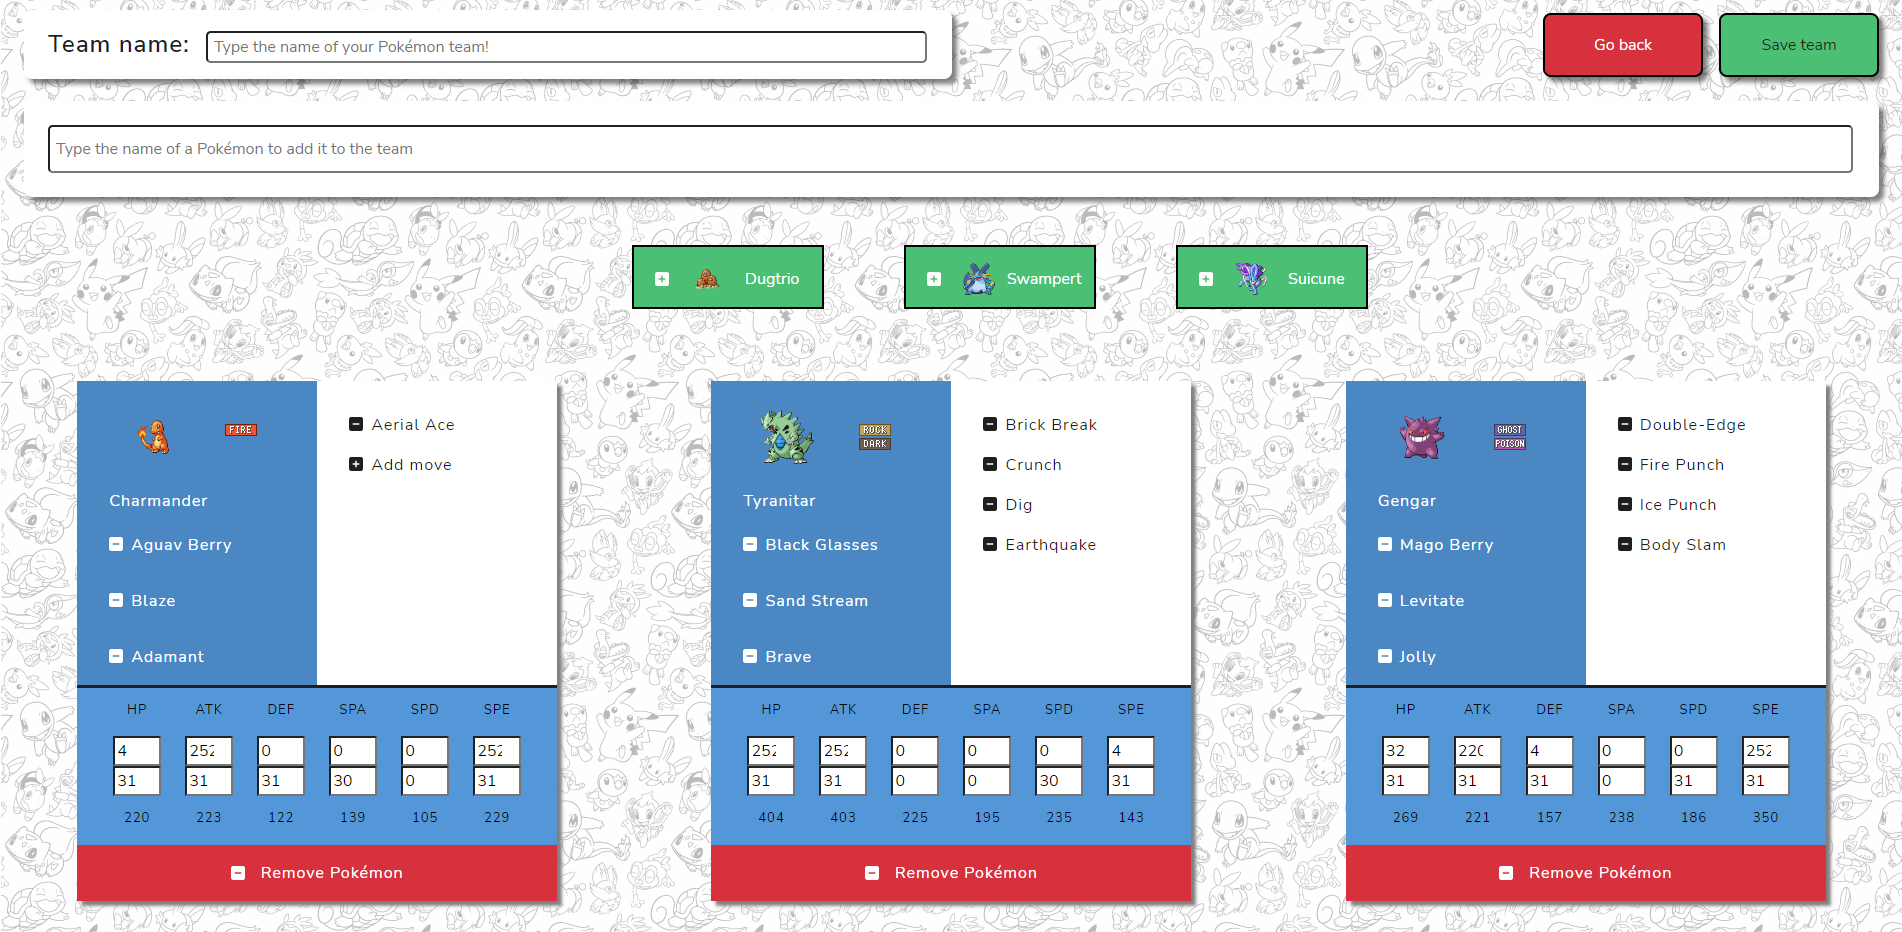 Team name: Type the name of your Pokémon team!
Go back
Save team
Type the name of a Pokémon to add it to the team
Dugtrio
Swampert
Suicune
FIRE
Charmander
Aguav Berry
Blaze
Adamant
Aerial Ace
Add move
HP ATK DEF SPA SPD SPE
4 252 0 0 0 252
31 31 31 30 0 31
220 223 122 139 105 229
Remove Pokémon
ROCK
DARK
Tyranitar
Black Glasses
Sand Stream
Brave
Brick Break
Crunch
Dig
Earthquake
HP ATK DEF SPA SPD SPE
252 252 0 0 0 4
31 31 0 0 30 31
404 403 225 195 235 143
Remove Pokémon
GHOST
POISON
Gengar
Mago Berry
Levitate
Jolly
Double-Edge
Fire Punch
Ice Punch
Body Slam
HP ATK DEF SPA SPD SPE
32 220 4 0 0 252
31 31 31 0 31 31
269 221 157 238 186 350
Remove Pokémon